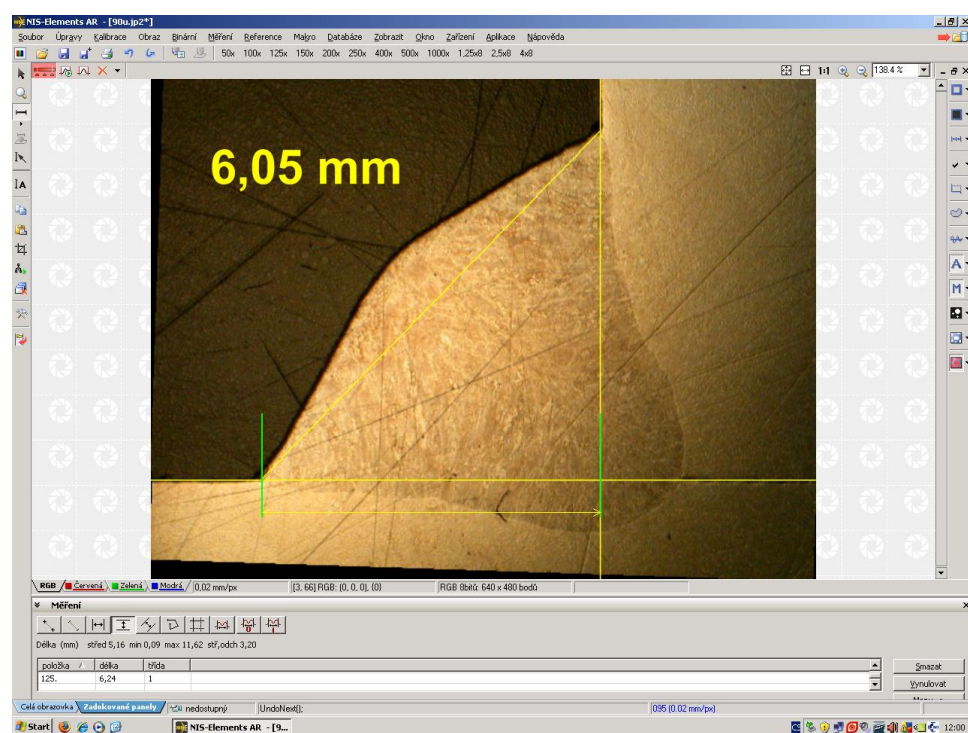 NIS-Elements AR - [90u.jp2*]
Soubor Úpravy Kalibrace Obraz Binární Měření Reference Makro Databáze Zobrazit Okno Zařízení Aplikace Nápověda
50x 100x 125x 150x 200x 250x 400x 500x 1000x 1,25x8 2,5x8 4x8
1:1 138.4 %
6,05 mm
A
A
M
RGB Červená Zelená Modrá 0,02 mm/px [3, 66] RGB: (0, 0, 0), (0) RGB 8bitů: 640 x 480 bodů
Měření
Délka (mm) střed 5,16 min 0,09 max 11,62 stř,odch 3,20
položka délka třída
125. 6,24 1
Smazat
Vynulovat
Celá obrazovka Zadokované panely nedostupný UndoNext(); 095 (0.02 mm/px)
Start NIS-Elements AR - [9... CS 12:00